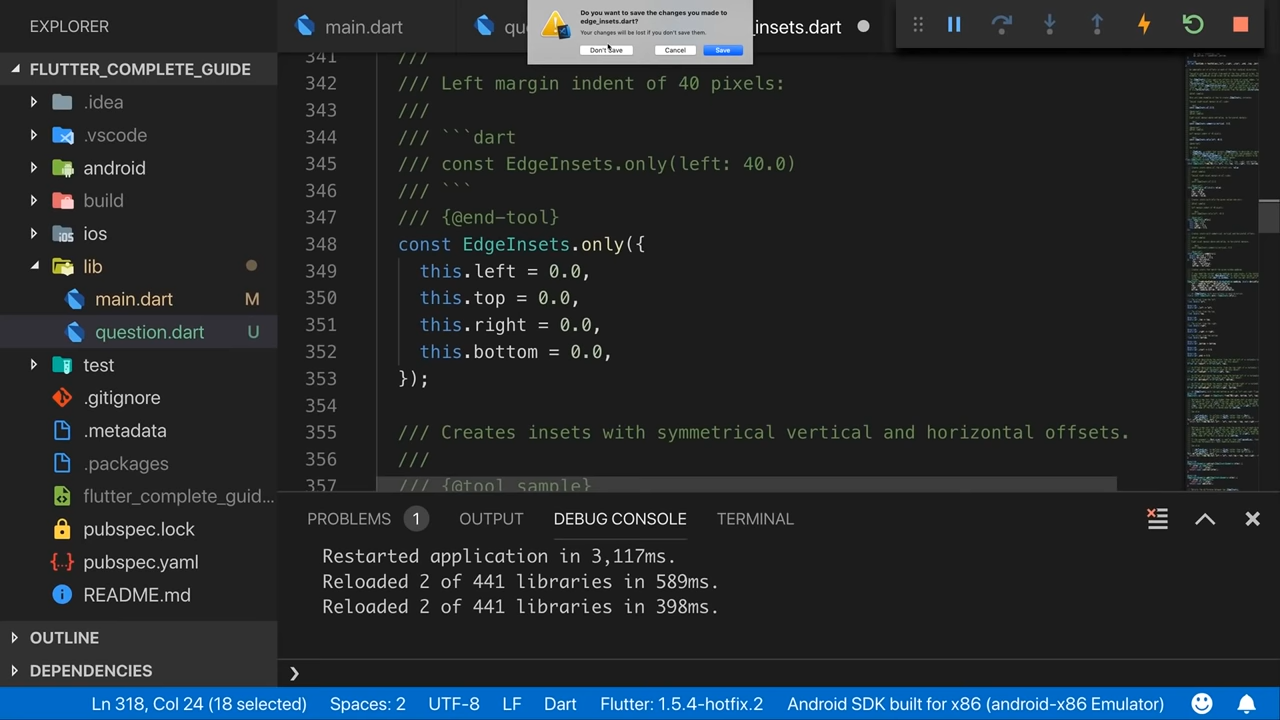 EXPLORER
main.dart
que
_insets.dart
Do you want to save the changes you made to
edge_insets.dart?
Your changes will be lost if you don't save them.
Don't Save
Cancel
Save
FLUTTER_COMPLETE_GUIDE
.idea
.vscode
android
build
ios
lib
main.dart
M
question.dart
U
test
.gitignore
.metadata
.packages
flutter_complete_guid...
pubspec.lock
pubspec.yaml
README.md
OUTLINE
DEPENDENCIES
341 ///
342 /// Left margin indent of 40 pixels:
343 ///
344 /// ```dart
345 /// const EdgeInsets.only(left: 40.0)
346 /// ```
347 /// {@end-tool}
348 const EdgeInsets.only({
349 this.left = 0.0,
350 this.top = 0.0,
351 this.right = 0.0,
352 this.bottom = 0.0,
353 });
354
355 /// Creates insets with symmetrical vertical and horizontal offsets.
356 ///
357 /// {@tool sample}
PROBLEMS 1 OUTPUT DEBUG CONSOLE TERMINAL
Restarted application in 3,117ms.
Reloaded 2 of 441 libraries in 589ms.
Reloaded 2 of 441 libraries in 398ms.
Ln 318, Col 24 (18 selected) Spaces: 2 UTF-8 LF Dart Flutter: 1.5.4-hotfix.2 Android SDK built for x86 (android-x86 Emulator)